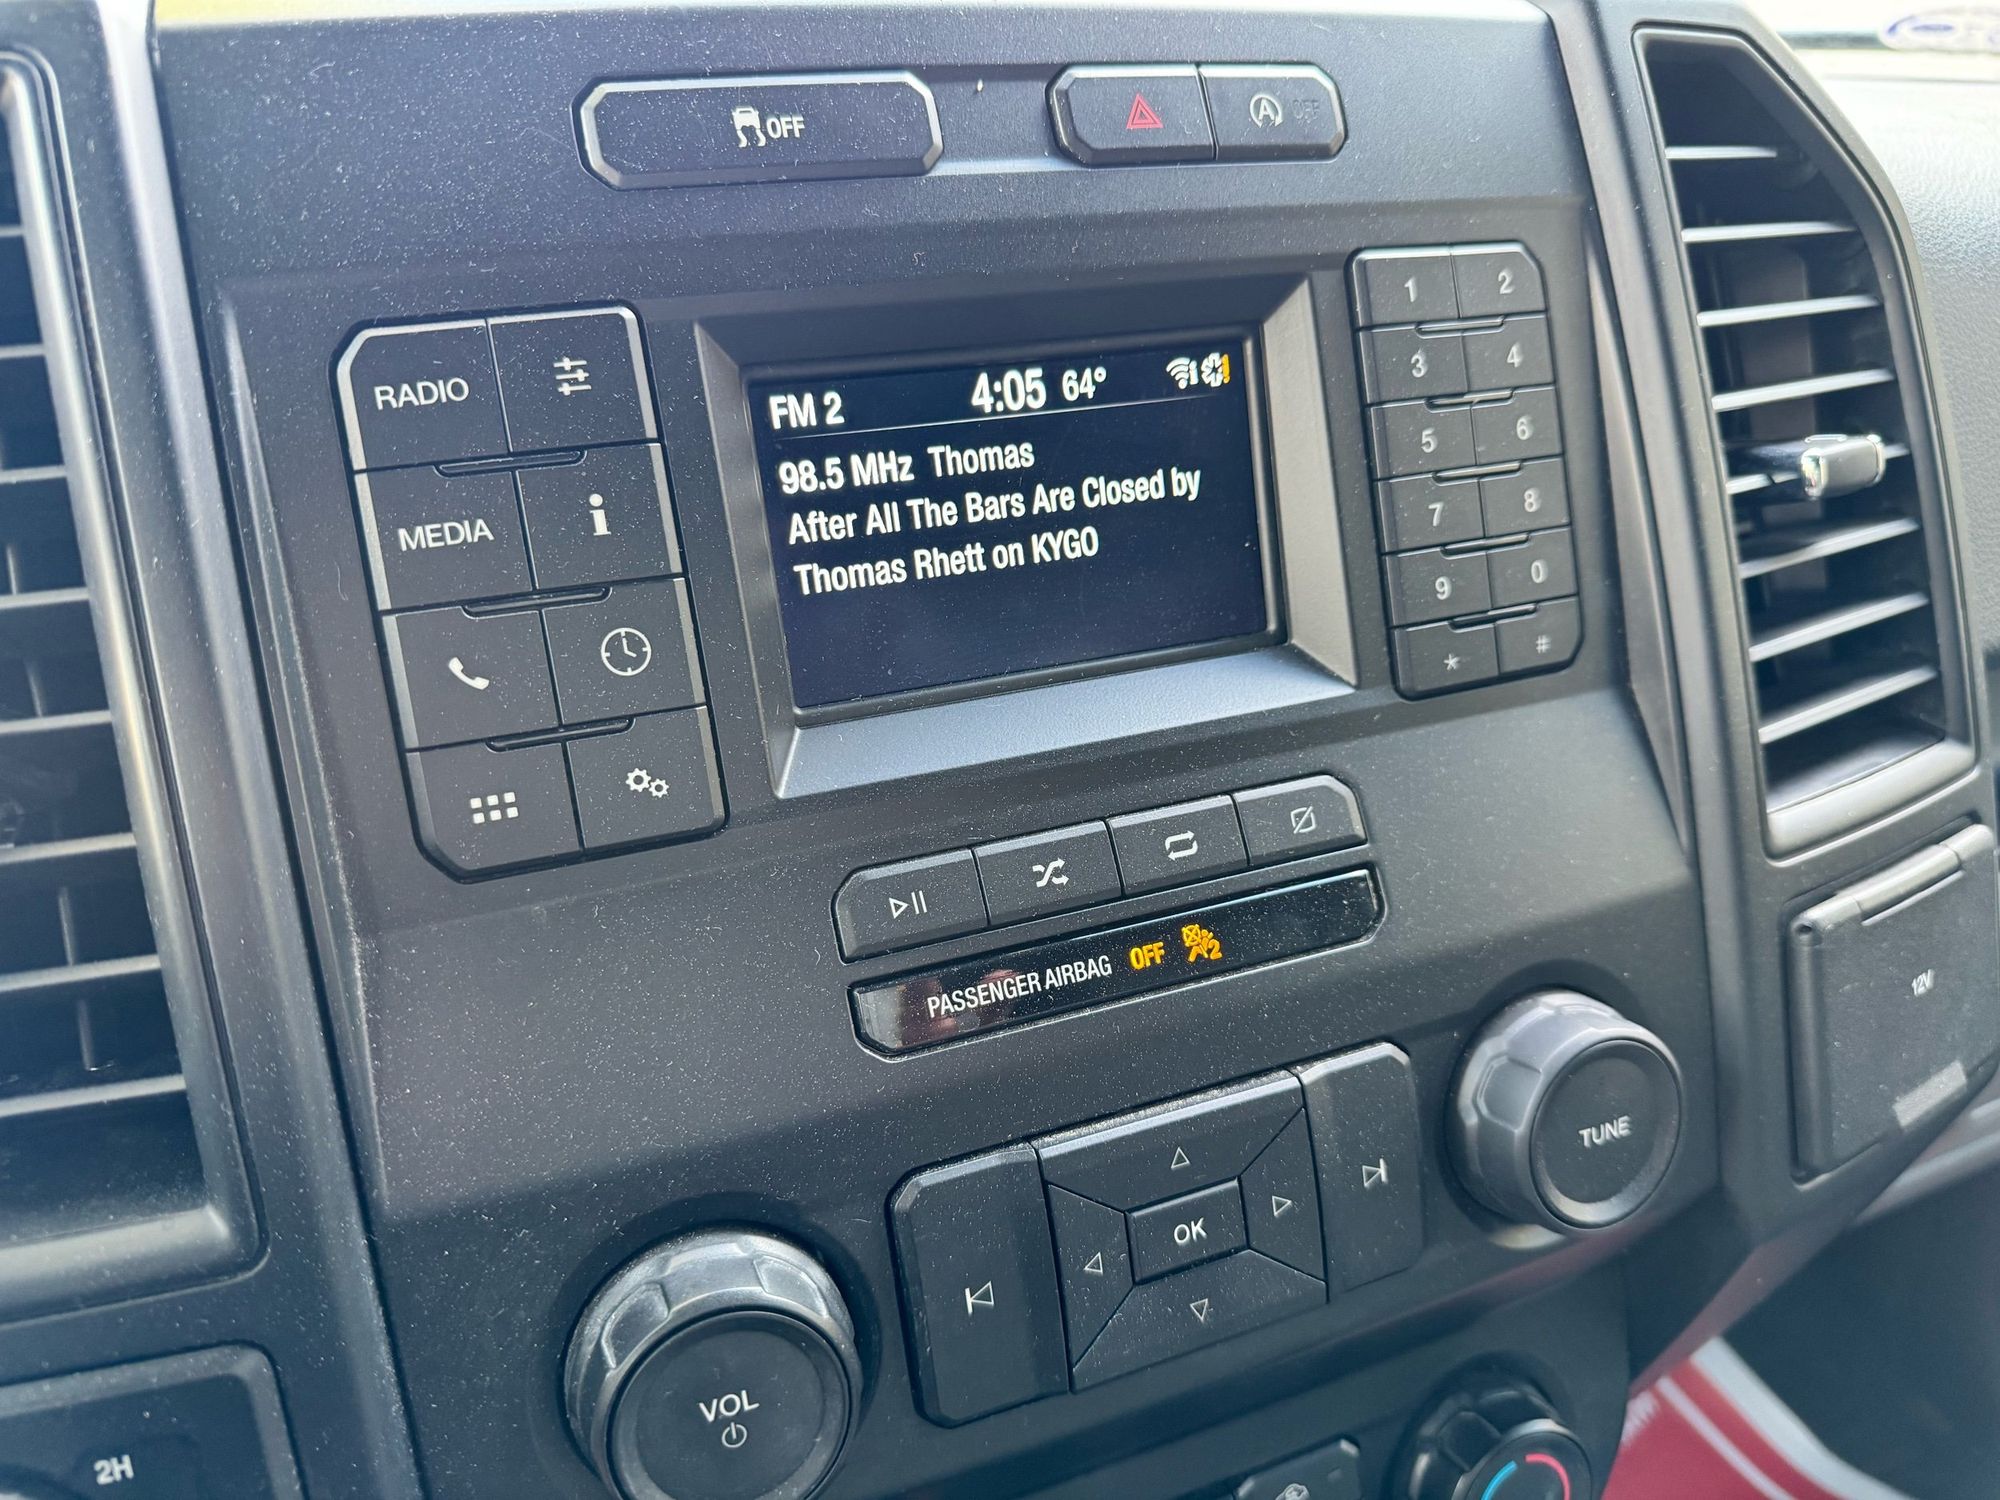 OFF
A OFF
RADIO
MEDIA
FM 2 4:05 64°
98.5 MHz Thomas
After All The Bars Are Closed by
Thomas Rhett on KYGO
1 2
3 4
5 6
7 8
9 0
* #
PASSENGER AIRBAG OFF 2
12V
TUNE
OK
VOL
2H